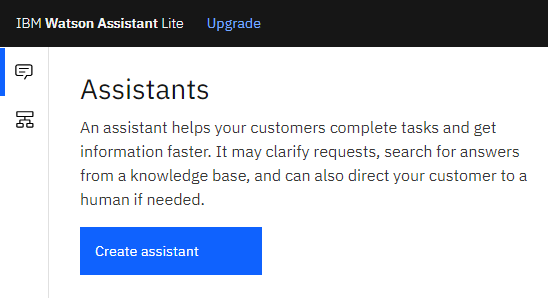 IBM Watson Assistant Lite Upgrade
Assistants
An assistant helps your customers complete tasks and get
information faster. It may clarify requests, search for answers
from a knowledge base, and can also direct your customer to a
human if needed.
Create assistant